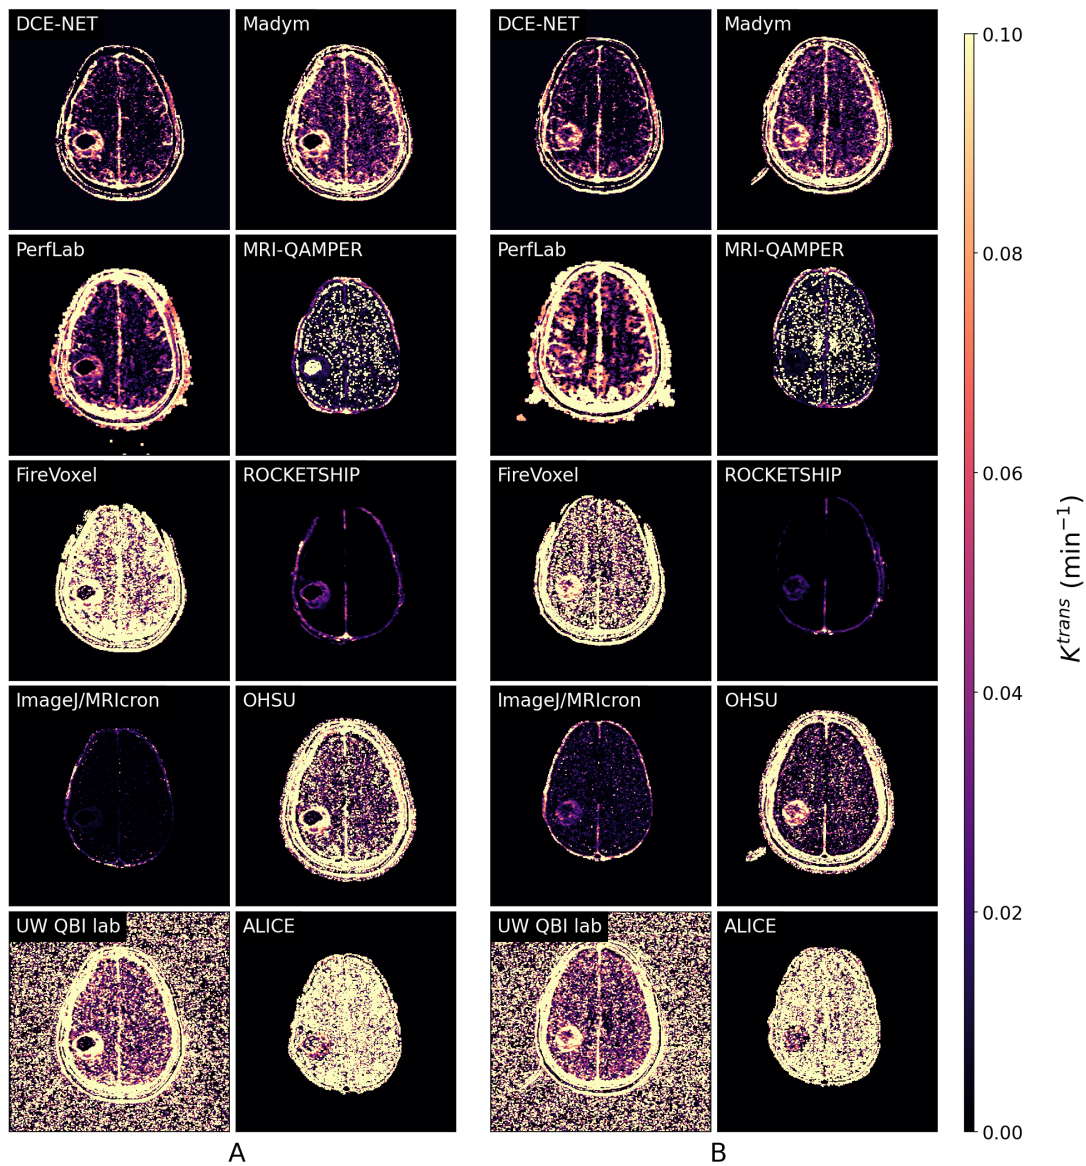 DCE-NET Madym DCE-NET Madym
0.10
PerfLab MRI-QAMPER PerfLab MRI-QAMPER
0.08
FireVoxel ROCKETSHIP FireVoxel ROCKETSHIP
0.06
K^trans (min^−1)
ImageJ/MRIcron OHSU ImageJ/MRIcron OHSU
0.04
UW QBI lab ALICE UW QBI lab ALICE
0.02
0.00
A B